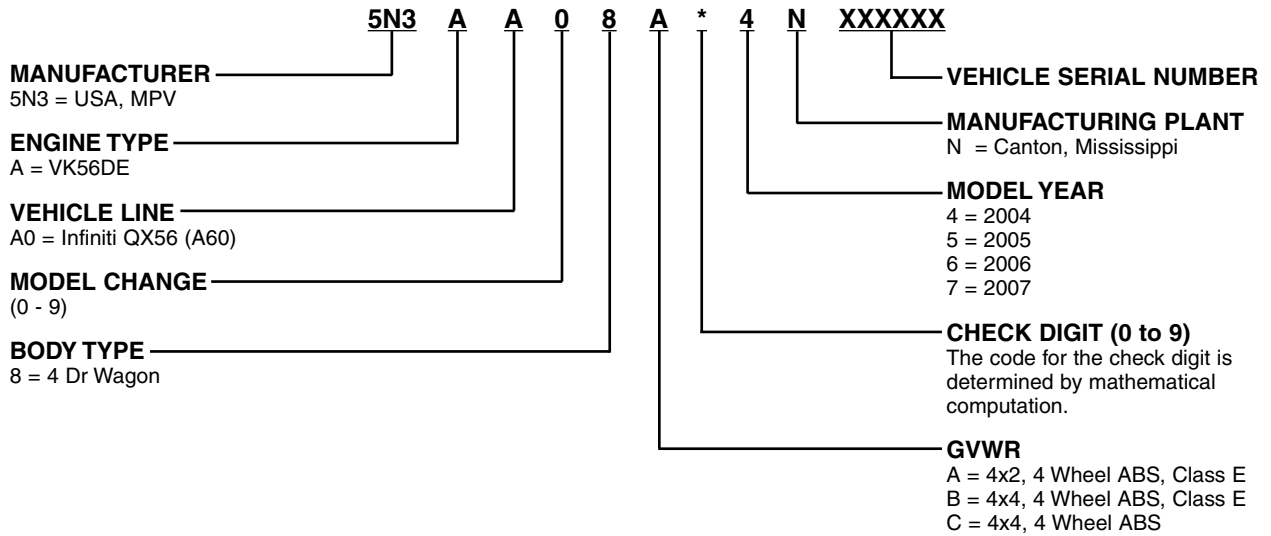 5N3 A A 0 8 A * 4 N XXXXXX
MANUFACTURER
5N3 = USA, MPV
ENGINE TYPE
A = VK56DE
VEHICLE LINE
A0 = Infiniti QX56 (A60)
MODEL CHANGE
(0 - 9)
BODY TYPE
8 = 4 Dr Wagon
VEHICLE SERIAL NUMBER
MANUFACTURING PLANT
N = Canton, Mississippi
MODEL YEAR
4 = 2004
5 = 2005
6 = 2006
7 = 2007
CHECK DIGIT (0 to 9)
The code for the check digit is
determined by mathematical
computation.
GVWR
A = 4x2, 4 Wheel ABS, Class E
B = 4x4, 4 Wheel ABS, Class E
C = 4x4, 4 Wheel ABS